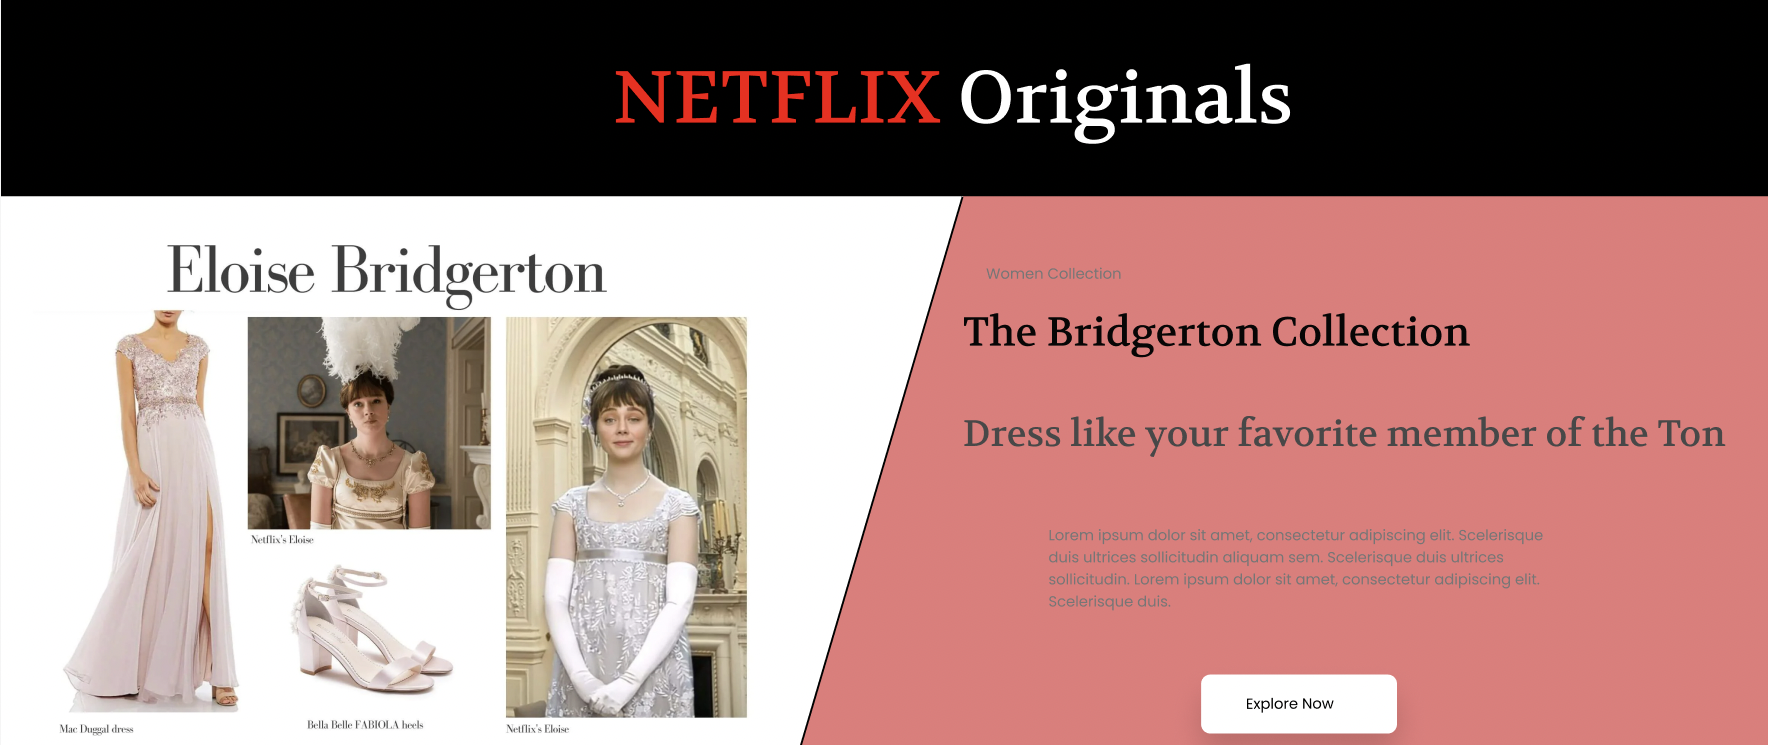 NETFLIX Originals
Eloise Bridgerton
Netflix's Eloise
Mac Duggal dress
Bella Belle FABIOLA heels
Netflix's Eloise
Women Collection
The Bridgerton Collection
Dress like your favorite member of the Ton
Lorem ipsum dolor sit amet, consectetur adipiscing elit. Scelerisque
duis ultrices sollicitudin aliquam sem. Scelerisque duis ultrices
sollicitudin. Lorem ipsum dolor sit amet, consectetur adipiscing elit.
Scelerisque duis.
Explore Now